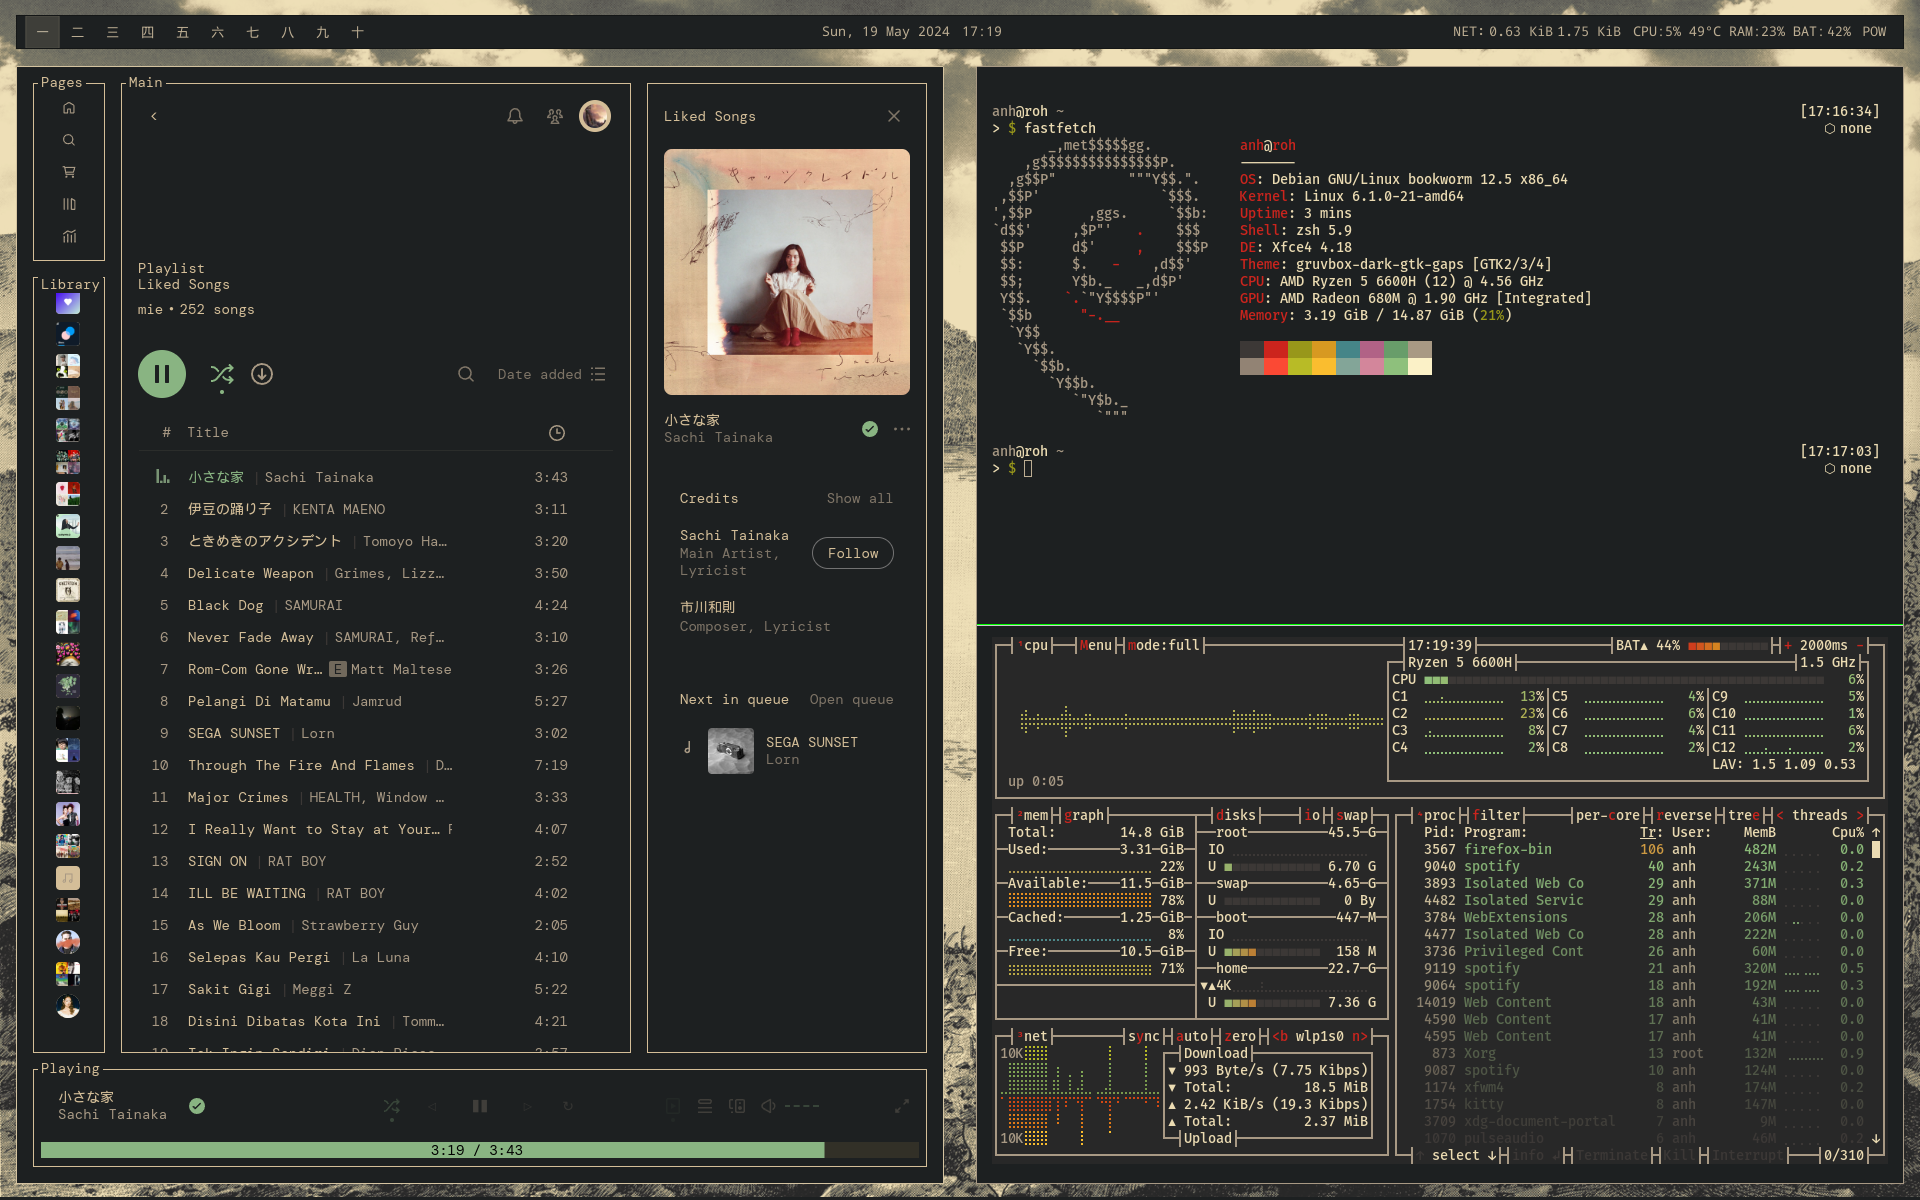 一 二 三 四 五 六 七 八 九 十
Sun, 19 May 2024 17:19
NET: 0.63 KiB 1.75 KiB CPU:5% 49°C RAM:23% BAT:42% POW
Pages
Library
Main
Playlist
Liked Songs
mie • 252 songs
Date added
# Title
小さな家 | Sachi Tainaka 3:43
2 伊豆の踊り子 | KENTA MAENO 3:11
3 ときめきのアクシデント | Tomoyo Ha… 3:20
4 Delicate Weapon | Grimes, Lizz… 3:50
5 Black Dog | SAMURAI 4:24
6 Never Fade Away | SAMURAI, Ref… 3:10
7 Rom-Com Gone Wr… E Matt Maltese 3:26
8 Pelangi Di Matamu | Jamrud 5:27
9 SEGA SUNSET | Lorn 3:02
10 Through The Fire And Flames | D… 7:19
11 Major Crimes | HEALTH, Window … 3:33
12 I Really Want to Stay at Your… 4:07
13 SIGN ON | RAT BOY 2:52
14 ILL BE WAITING | RAT BOY 4:02
15 As We Bloom | Strawberry Guy 2:05
16 Selepas Kau Pergi | La Luna 4:10
17 Sakit Gigi | Meggi Z 5:22
18 Disini Dibatas Kota Ini | Tomm… 4:21
Liked Songs
キャッツクレイドル
Sachi
Tainaka
小さな家
Sachi Tainaka
Credits Show all
Sachi Tainaka
Main Artist,
Lyricist
Follow
市川和則
Composer, Lyricist
Next in queue Open queue
SEGA SUNSET
Lorn
Playing
小さな家
Sachi Tainaka
3:19 / 3:43
anh@roh ~ [17:16:34]
> $ fastfetch ⬡ none
anh@roh
OS: Debian GNU/Linux bookworm 12.5 x86_64
Kernel: Linux 6.1.0-21-amd64
Uptime: 3 mins
Shell: zsh 5.9
DE: Xfce4 4.18
Theme: gruvbox-dark-gtk-gaps [GTK2/3/4]
CPU: AMD Ryzen 5 6600H (12) @ 4.56 GHz
GPU: AMD Radeon 680M @ 1.90 GHz [Integrated]
Memory: 3.19 GiB / 14.87 GiB (21%)
anh@roh ~ [17:17:03]
> $ ⬡ none
¹cpu Menu mode:full 17:19:39 BAT▲ 44% + 2000ms -
Ryzen 5 6600H 1.5 GHz
CPU 6%
C1 13% C5 4% C9 5%
C2 23% C6 6% C10 1%
C3 8% C7 4% C11 6%
C4 2% C8 2% C12 2%
LAV: 1.5 1.09 0.53
up 0:05
²mem graph
Total: 14.8 GiB
Used: 3.31 GiB
22%
Available: 11.5 GiB
78%
Cached: 1.25 GiB
8%
Free: 10.5 GiB
71%
disks io swap
root 45.5 G
IO
U 6.70 G
swap 4.65 G
U 0 By
boot 447 M
IO
U 158 M
home 22.7 G
▼▲4K
U 7.36 G
³net sync auto zero <b wlp1s0 n>
10K
10K
Download
▼ 993 Byte/s (7.75 Kibps)
▼ Total: 18.5 MiB
▲ 2.42 KiB/s (19.3 Kibps)
▲ Total: 2.37 MiB
Upload
⁴proc filter per-core reverse tree < threads >
Pid: Program: Tr: User: MemB Cpu% ↑
3567 firefox-bin 106 anh 482M 0.0
9040 spotify 40 anh 243M 0.2
3893 Isolated Web Co 29 anh 371M 0.3
4482 Isolated Servic 29 anh 88M 0.0
3784 WebExtensions 28 anh 206M 0.0
4477 Isolated Web Co 28 anh 222M 0.0
3736 Privileged Cont 26 anh 60M 0.0
9119 spotify 21 anh 320M 0.5
9064 spotify 18 anh 192M 0.3
14019 Web Content 18 anh 43M 0.0
4590 Web Content 17 anh 41M 0.0
4595 Web Content 17 anh 41M 0.0
873 Xorg 13 root 132M 0.9
9087 spotify 10 anh 124M 0.0
1174 xfwm4 8 anh 174M 0.2
1754 kitty 8 anh 147M 0.0
3709 xdg-document-portal 7 anh 9M 0.0
1070 pulseaudio 6 anh 46M 0.2 ↓
↑ select ↓ info ↲ Terminate Kill Interrupt 0/310